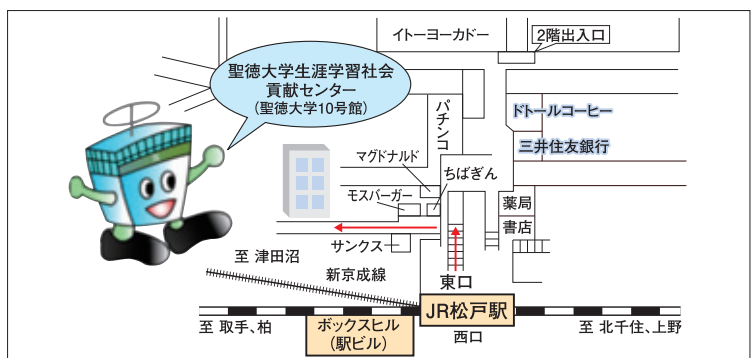 イトーヨーカドー
2階出入口
聖徳大学生涯学習社会
貢献センター
(聖徳大学10号館)
パチンコ
ドトールコーヒー
三井住友銀行
マグドナルド
ちばぎん
モスバーガー
薬局
書店
サンクス
至 津田沼
新京成線
東口
JR松戸駅
至 取手、柏
ボックスヒル
(駅ビル)
西口
至 北千住、上野